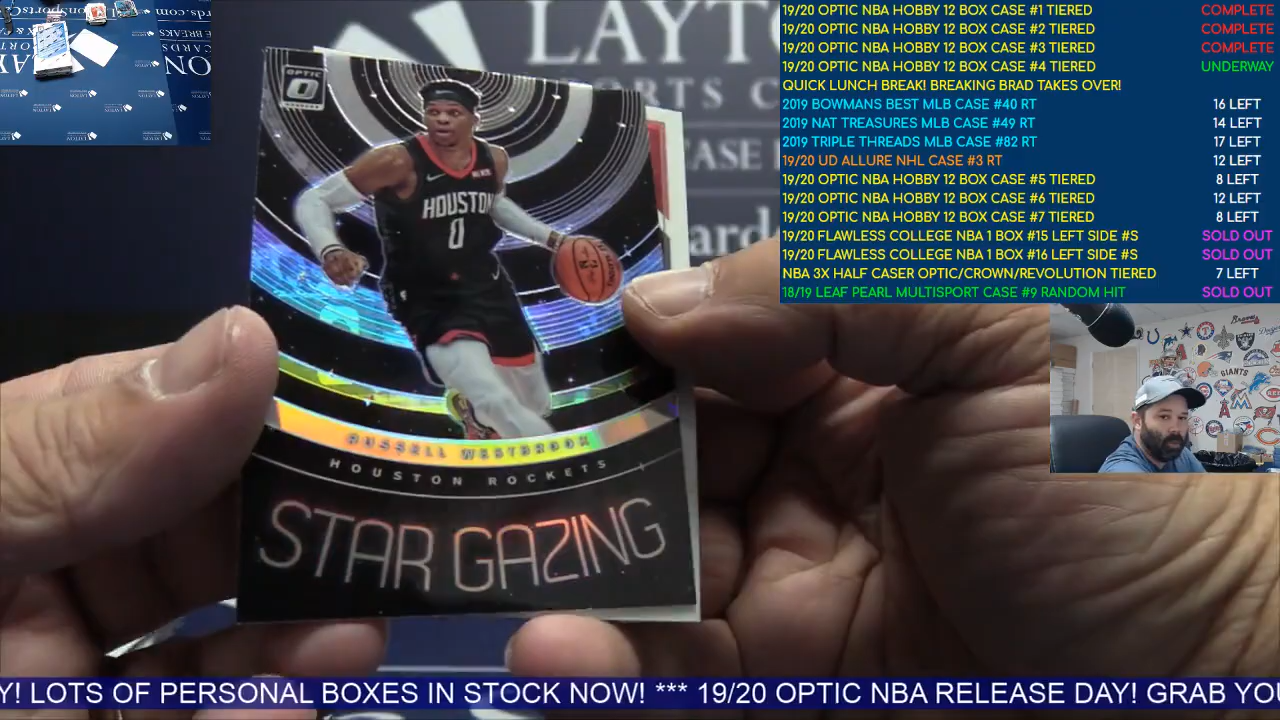 19/20 OPTIC NBA HOBBY 12 BOX CASE #1 TIERED COMPLETE
19/20 OPTIC NBA HOBBY 12 BOX CASE #2 TIERED COMPLETE
19/20 OPTIC NBA HOBBY 12 BOX CASE #3 TIERED COMPLETE
19/20 OPTIC NBA HOBBY 12 BOX CASE #4 TIERED UNDERWAY
QUICK LUNCH BREAK! BREAKING BRAD TAKES OVER!
2019 BOWMANS BEST MLB CASE #40 RT 16 LEFT
2019 NAT TREASURES MLB CASE #49 RT 14 LEFT
2019 TRIPLE THREADS MLB CASE #82 RT 17 LEFT
19/20 UD ALLURE NHL CASE #3 RT 12 LEFT
19/20 OPTIC NBA HOBBY 12 BOX CASE #5 TIERED 8 LEFT
19/20 OPTIC NBA HOBBY 12 BOX CASE #6 TIERED 12 LEFT
19/20 OPTIC NBA HOBBY 12 BOX CASE #7 TIERED 8 LEFT
19/20 FLAWLESS COLLEGE NBA 1 BOX #15 LEFT SIDE #S SOLD OUT
19/20 FLAWLESS COLLEGE NBA 1 BOX #16 LEFT SIDE #S SOLD OUT
NBA 3X HALF CASER OPTIC/CROWN/REVOLUTION TIERED 7 LEFT
18/19 LEAF PEARL MULTISPORT CASE #9 RANDOM HIT SOLD OUT
LAYTO
RTS C
CASE
ard
OPTIC
HOUSTON
0
RUSSELL WESTBROOK
HOUSTON ROCKETS
STAR GAZING
GIANTS
Braves
Y! LOTS OF PERSONAL BOXES IN STOCK NOW! *** 19/20 OPTIC NBA RELEASE DAY! GRAB YOU